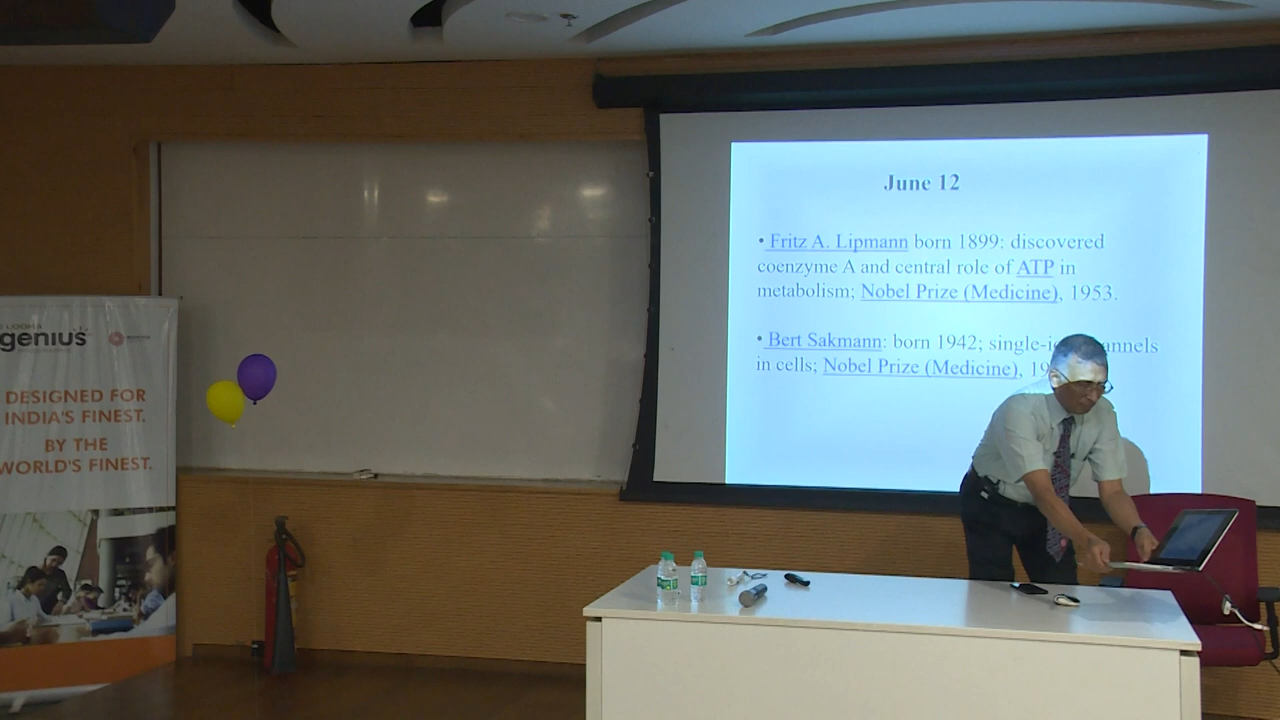 genius
DESIGNED FOR
INDIA'S FINEST.
BY THE
WORLD'S FINEST.
June 12
• Fritz A. Lipmann born 1899: discovered
coenzyme A and central role of ATP in
metabolism; Nobel Prize (Medicine), 1953.
• Bert Sakmann: born 1942; single-
in cells; Nobel Prize (Medicine),